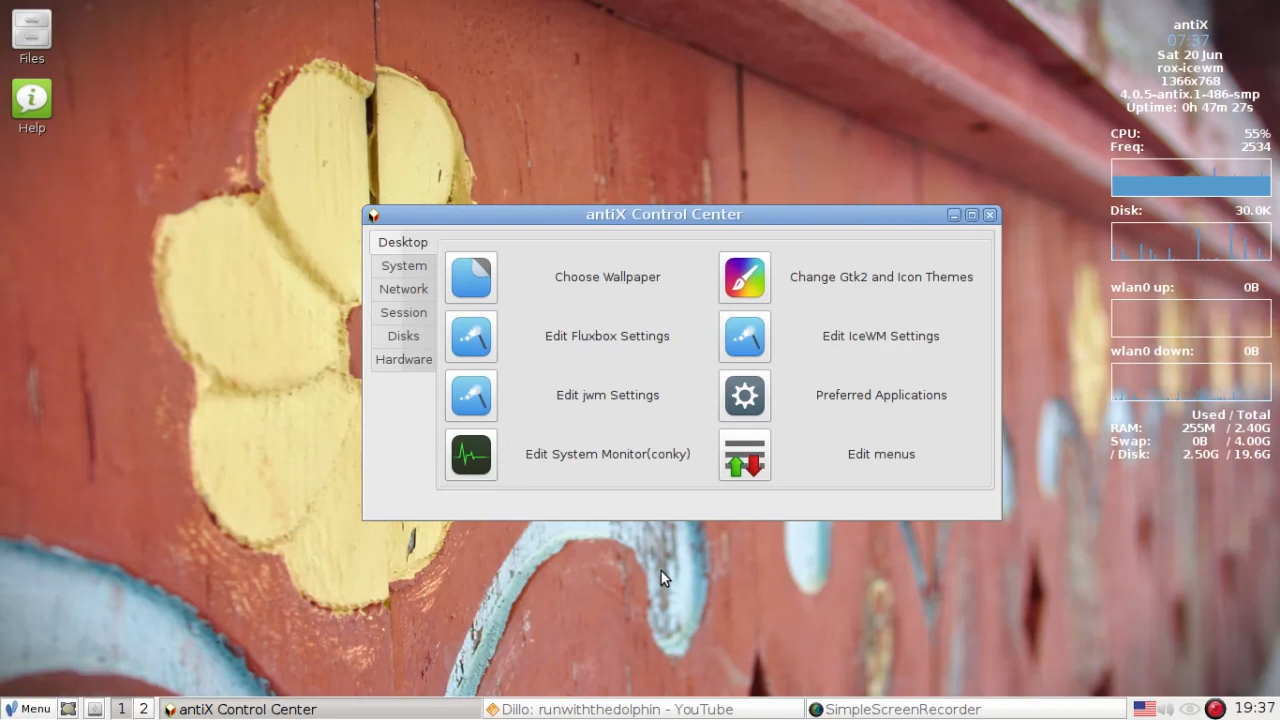 Files
Help
antiX
07:37
Sat 20 Jun
rox-icewm
1366x768
4.0.5-antix.1-486-smp
Uptime: 0h 47m 27s
CPU: 55%
Freq: 2534
Disk: 30.0K
wlan0 up: 0B
wlan0 down: 0B
Used / Total
RAM: 255M / 2.40G
Swap: 0B / 4.00G
/ Disk: 2.50G / 19.6G
antiX Control Center
Desktop
System
Network
Session
Disks
Hardware
Choose Wallpaper
Change Gtk2 and Icon Themes
Edit Fluxbox Settings
Edit IceWM Settings
Edit jwm Settings
Preferred Applications
Edit System Monitor(conky)
Edit menus
Menu 1 2 antiX Control Center Dillo: runwiththedolphin - YouTube SimpleScreenRecorder 19:37